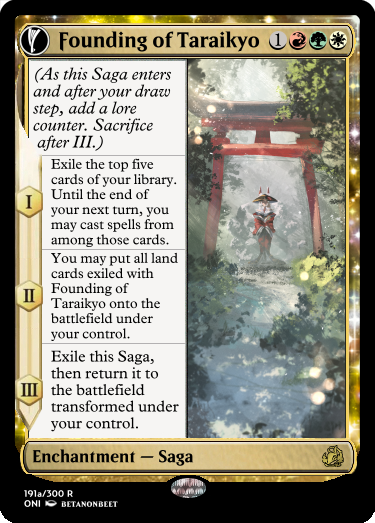 Founding of Taraikyo 1
(As this Saga enters
and after your draw
step, add a lore
counter. Sacrifice
after III.)
I
Exile the top five
cards of your library.
Until the end of
your next turn, you
may cast spells from
among those cards.
II
You may put all land
cards exiled with
Founding of
Taraikyo onto the
battlefield under
your control.
III
Exile this Saga,
then return it to
the battlefield
transformed under
your control.
Enchantment — Saga
191a/300 R
ONI BETANONBEET